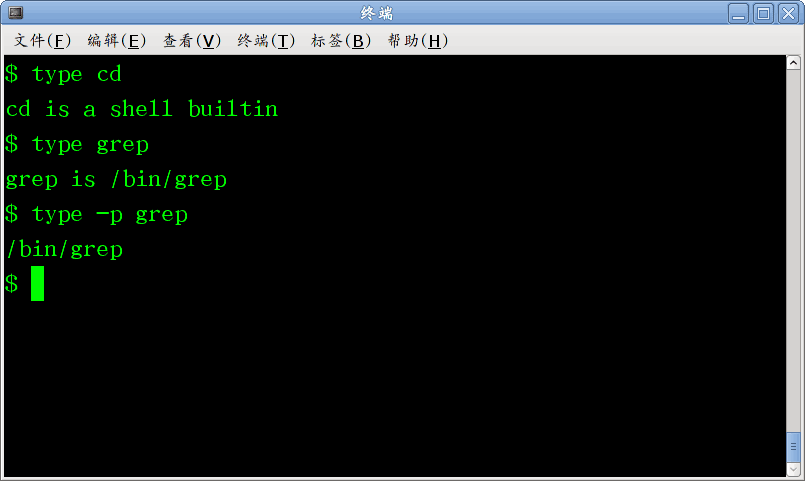 终端
文件(F) 编辑(E) 查看(V) 终端(T) 标签(B) 帮助(H)
$ type cd
cd is a shell builtin
$ type grep
grep is /bin/grep
$ type -p grep
/bin/grep
$